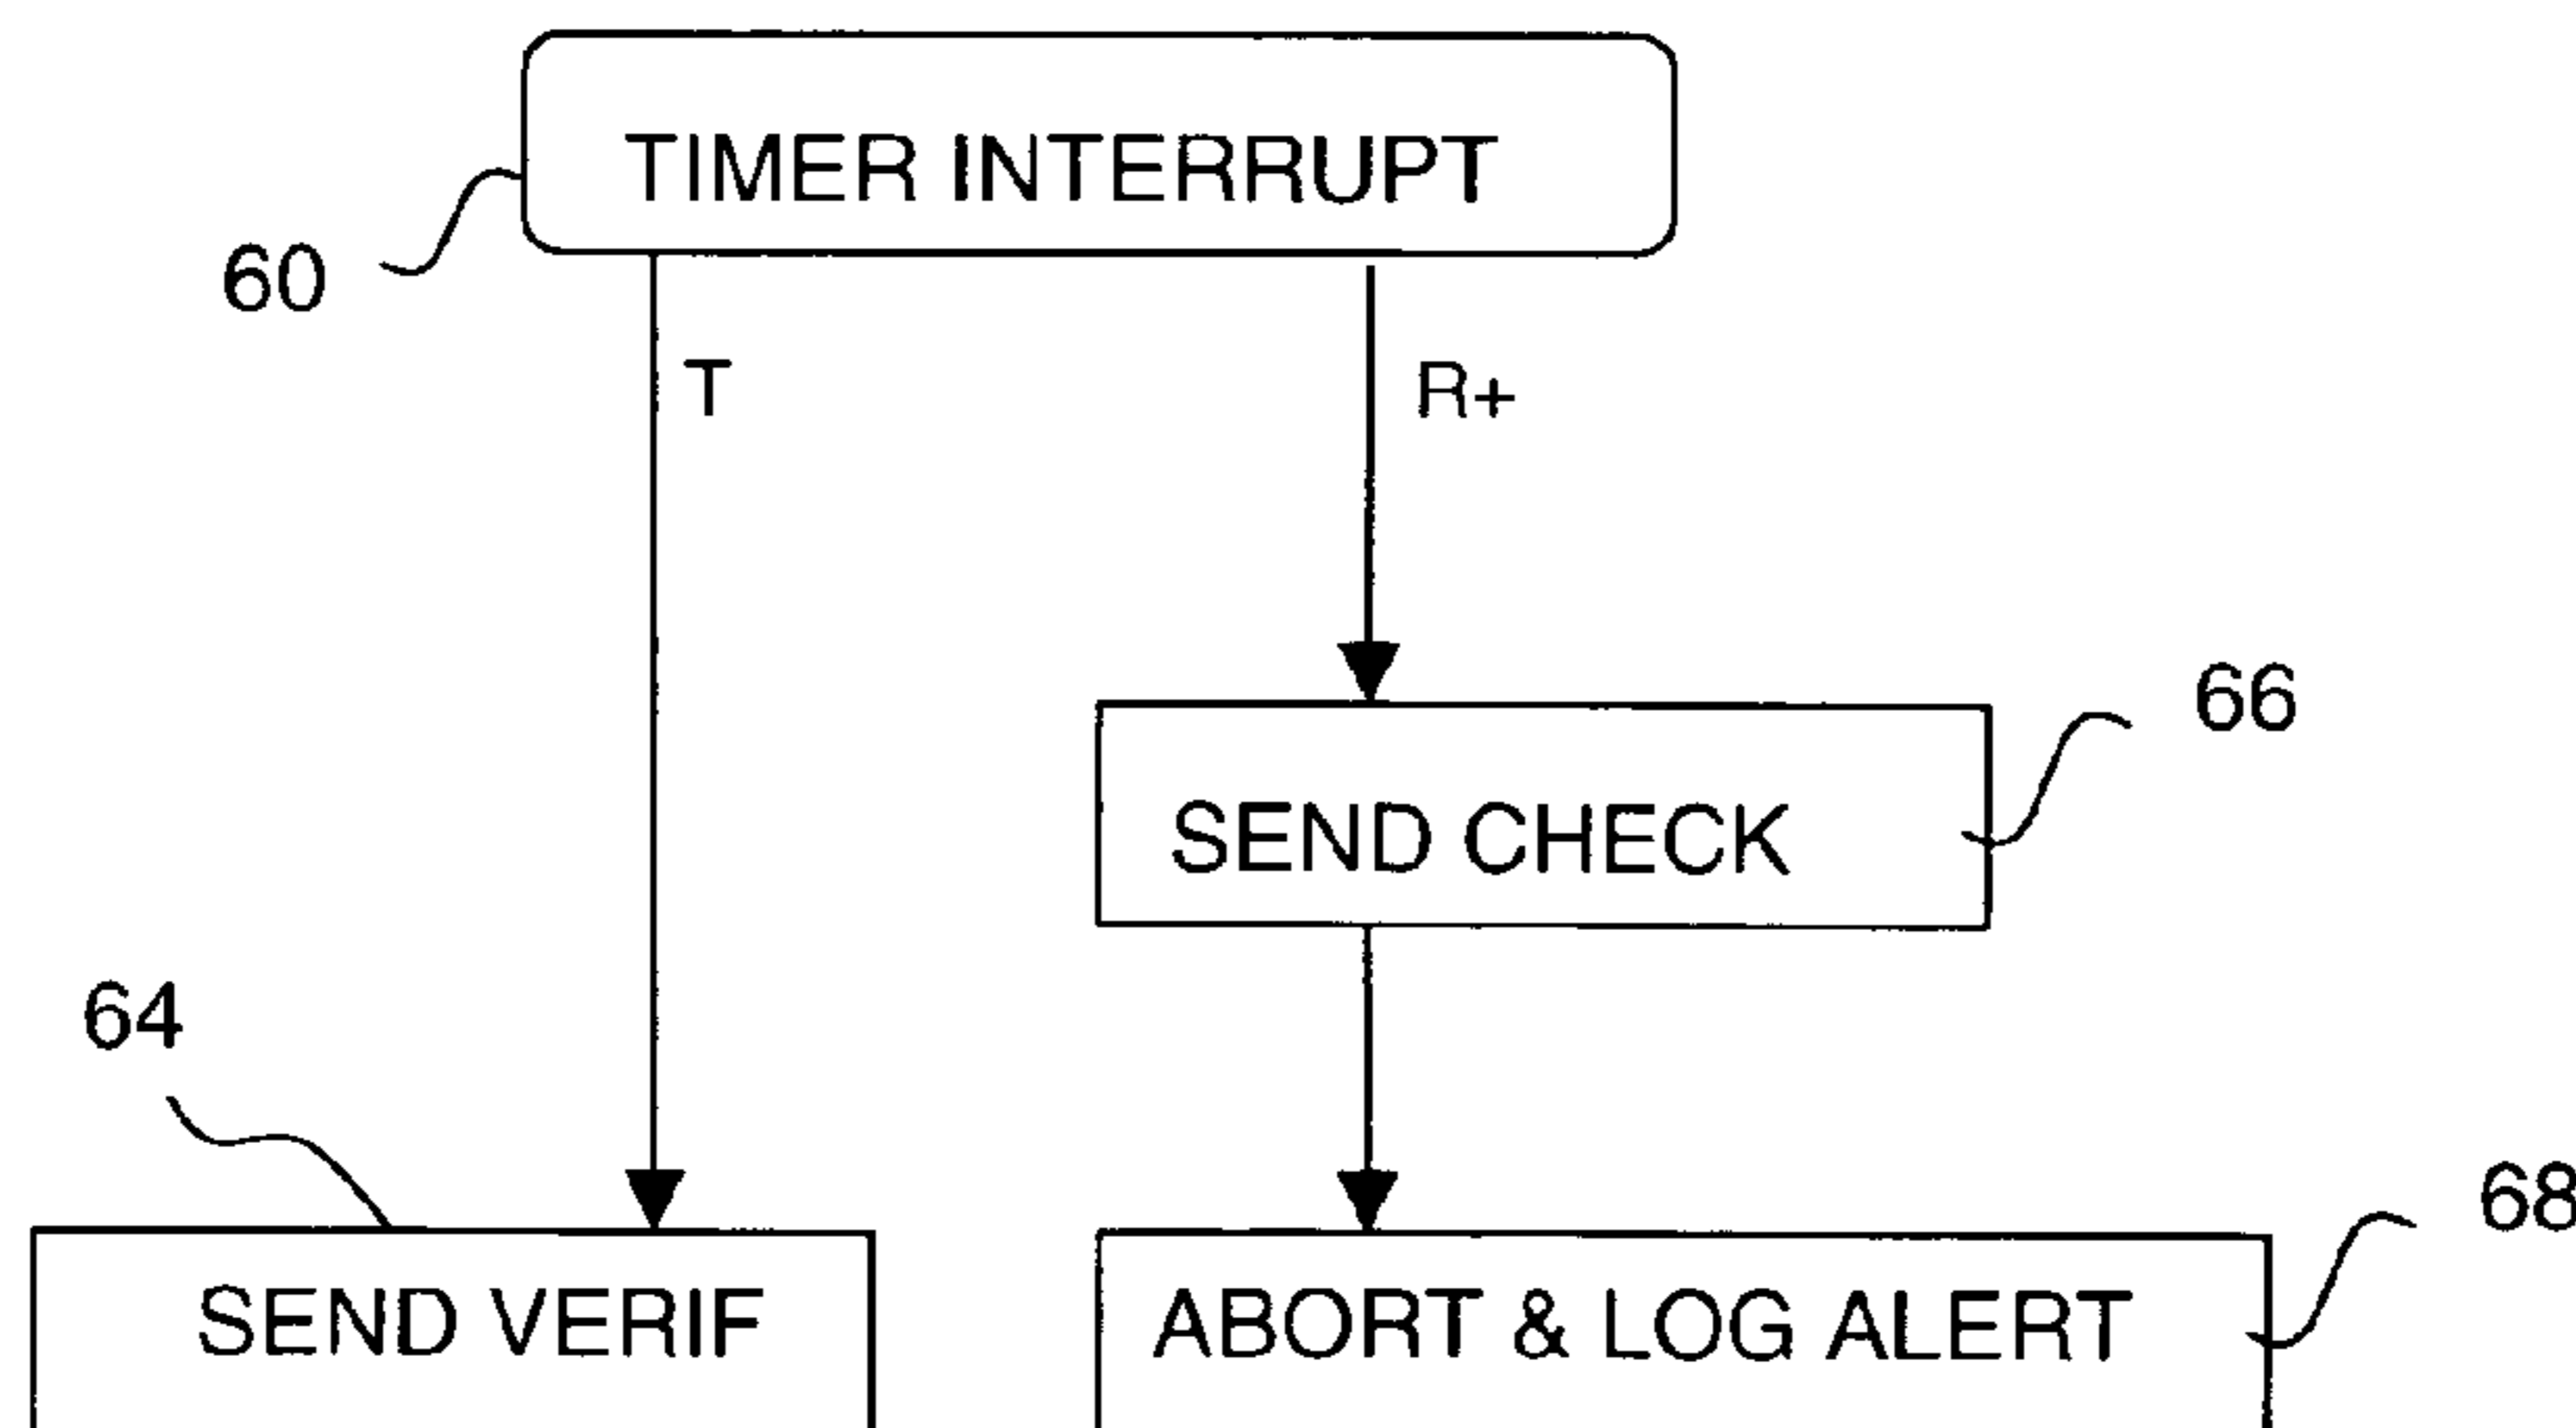 TIMER INTERRUPT
60
T
R+
66
SEND CHECK
64
68
SEND VERIF
ABORT & LOG ALERT